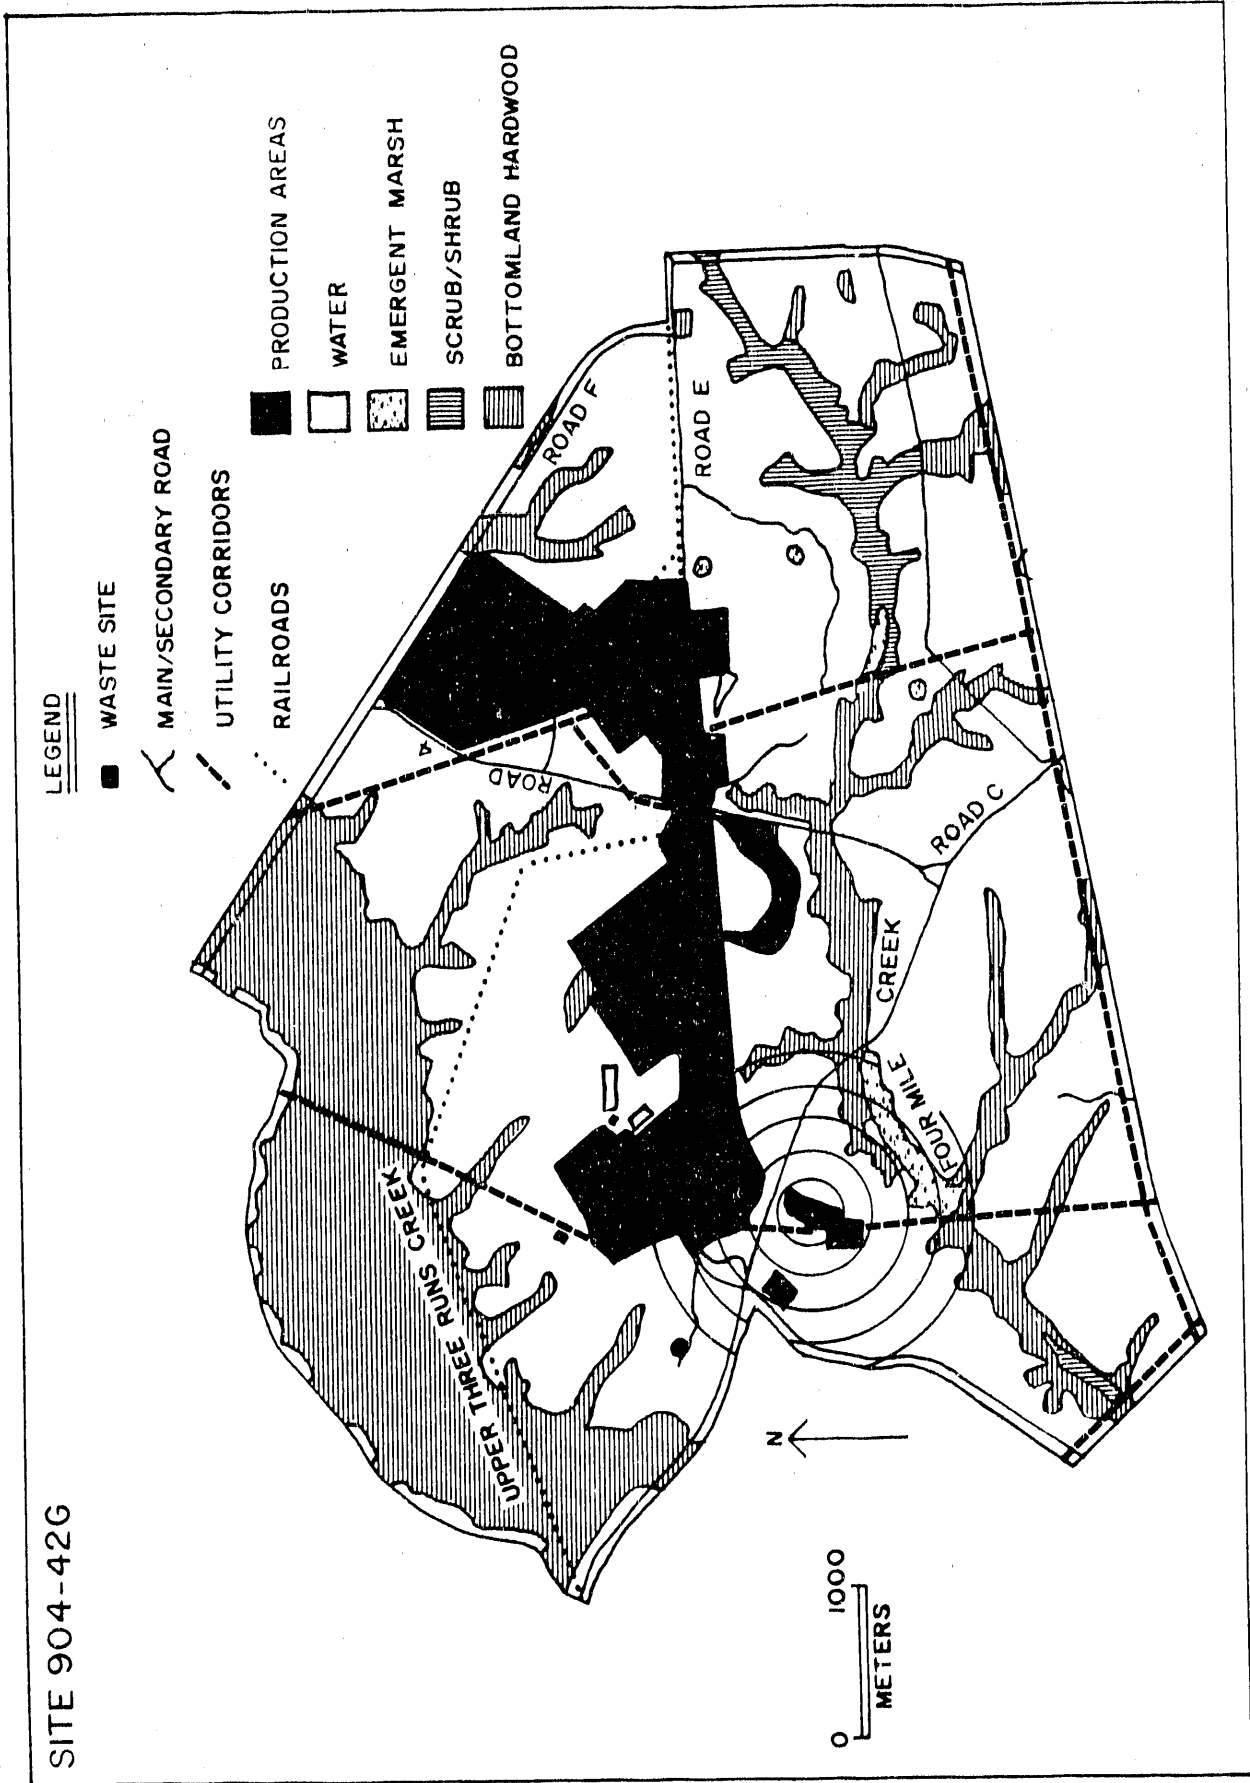 SITE 904-42G
LEGEND
WASTE SITE
MAIN/SECONDARY ROAD
UTILITY CORRIDORS
RAILROADS
PRODUCTION AREAS
WATER
EMERGENT MARSH
SCRUB/SHRUB
BOTTOMLAND HARDWOOD
UPPER THREE RUNS CREEK
ROAD
ROAD F
ROAD E
FOUR MILE
CREEK
ROAD C
N
0
1000
METERS